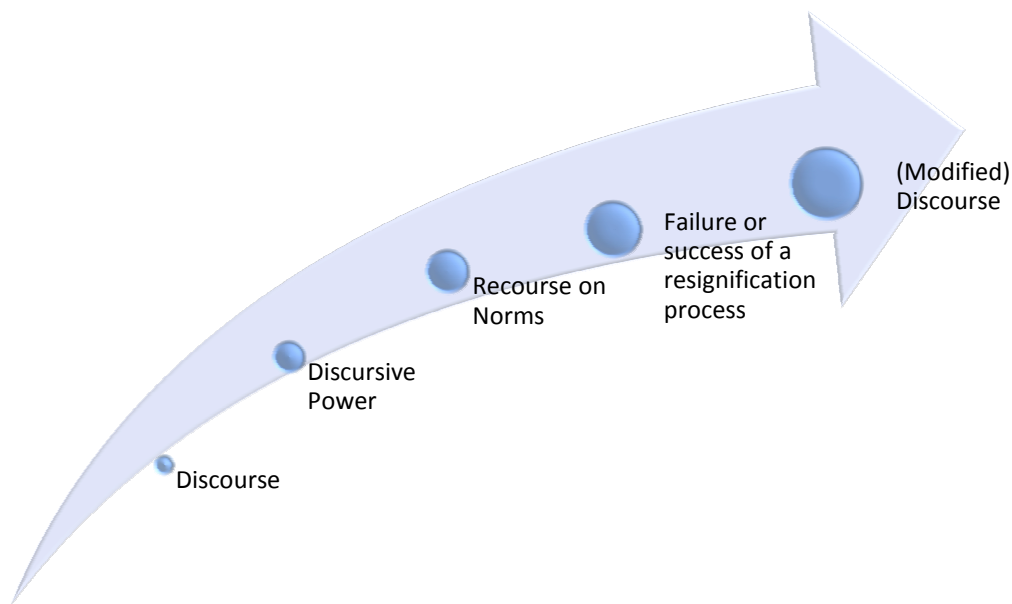 (Modified)
Discourse
Failure or
success of a
resignification
process
Recourse on
Norms
Discursive
Power
Discourse